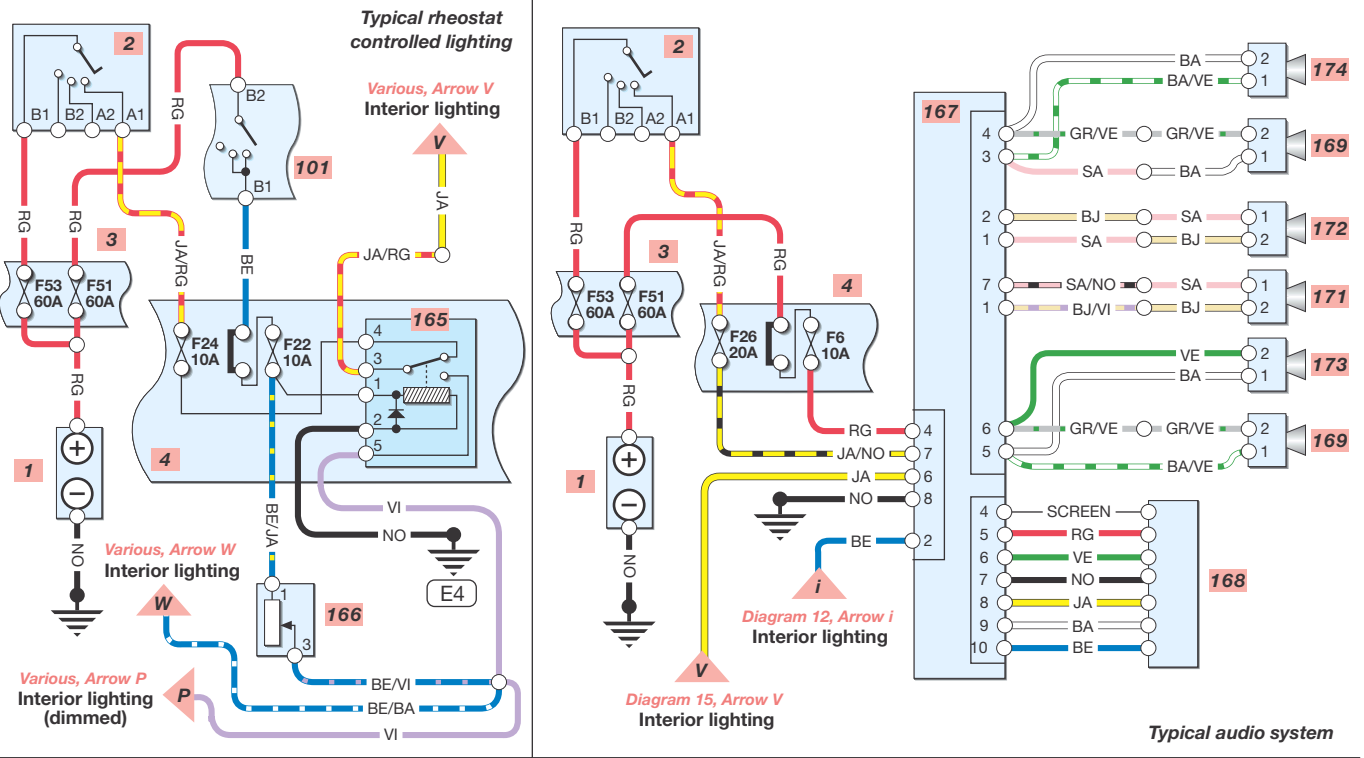 Typical rheostat
controlled lighting
2
B1 B2 A2 A1
RG
RG
RG
B2
101
B1
Various, Arrow V
Interior lighting
V
JA
JA/RG
JA/RG
BE
3
F53
60A
F51
60A
RG
1
+
−
NO
4
F24
10A
F22
10A
165
4
3
1
2
5
VI
NO
E4
BE/JA
1
166
3
Various, Arrow W
Interior lighting
W
Various, Arrow P
Interior lighting
(dimmed)
P
BE/VI
BE/BA
VI
2
B1 B2 A2 A1
RG
JA/RG
RG
3
F53
60A
F51
60A
RG
4
F26
20A
F6
10A
1
+
−
NO
RG 4
JA/NO 7
JA 6
NO 8
BE 2
i
Diagram 12, Arrow i
Interior lighting
V
Diagram 15, Arrow V
Interior lighting
167
4
3
2
1
7
1
6
5
BA 2
BA/VE 1
174
GR/VE GR/VE 2
SA BA 1
169
BJ SA 1
SA BJ 2
172
SA/NO SA 1
BJ/VI BJ 2
171
VE 2
BA 1
173
GR/VE GR/VE 2
BA/VE 1
169
4 SCREEN
5 RG
6 VE
7 NO
8 JA
9 BA
10 BE
168
Typical audio system